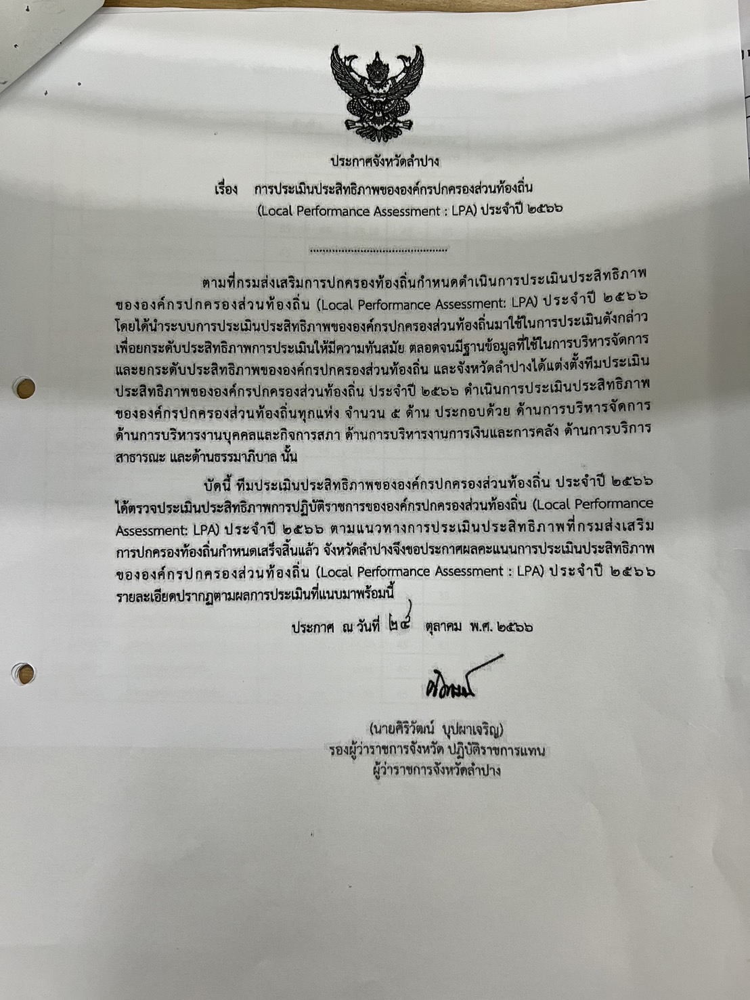 ประกาศจังหวัดลำปาง
เรื่อง การประเมินประสิทธิภาพขององค์กรปกครองส่วนท้องถิ่น
(Local Performance Assessment : LPA) ประจำปี ๒๕๖๖
ตามที่กรมส่งเสริมการปกครองท้องถิ่นกำหนดดำเนินการประเมินประสิทธิภาพ
ขององค์กรปกครองส่วนท้องถิ่น (Local Performance Assessment: LPA) ประจำปี ๒๕๖๖
โดยได้นำระบบการประเมินประสิทธิภาพขององค์กรปกครองส่วนท้องถิ่นมาใช้ในการประเมินดังกล่าว
เพื่อยกระดับประสิทธิภาพการประเมินให้มีความทันสมัย ตลอดจนมีฐานข้อมูลที่ใช้ในการบริหารจัดการ
และยกระดับประสิทธิภาพขององค์กรปกครองส่วนท้องถิ่น และจังหวัดลำปางได้แต่งตั้งทีมประเมิน
ประสิทธิภาพขององค์กรปกครองส่วนท้องถิ่น ประจำปี ๒๕๖๖ ดำเนินการประเมินประสิทธิภาพ
ขององค์กรปกครองส่วนท้องถิ่นทุกแห่ง จำนวน ๕ ด้าน ประกอบด้วย ด้านการบริหารจัดการ
ด้านการบริหารงานบุคคลและกิจการสภา ด้านการบริหารงานการเงินและการคลัง ด้านการบริการ
สาธารณะ และด้านธรรมาภิบาล นั้น
บัดนี้ ทีมประเมินประสิทธิภาพขององค์กรปกครองส่วนท้องถิ่น ประจำปี ๒๕๖๖
ได้ตรวจประเมินประสิทธิภาพการปฏิบัติราชการขององค์กรปกครองส่วนท้องถิ่น (Local Performance
Assessment: LPA) ประจำปี ๒๕๖๖ ตามแนวทางการประเมินประสิทธิภาพที่กรมส่งเสริม
การปกครองท้องถิ่นกำหนดเสร็จสิ้นแล้ว จังหวัดลำปางจึงขอประกาศผลคะแนนการประเมินประสิทธิภาพ
ขององค์กรปกครองส่วนท้องถิ่น (Local Performance Assessment : LPA) ประจำปี ๒๕๖๖
รายละเอียดปรากฏตามผลการประเมินที่แนบมาพร้อมนี้
ประกาศ ณ วันที่ ๒๔ ตุลาคม พ.ศ. ๒๕๖๖
(นายศิริวัฒน์ บุปผาเจริญ)
รองผู้ว่าราชการจังหวัด ปฏิบัติราชการแทน
ผู้ว่าราชการจังหวัดลำปาง